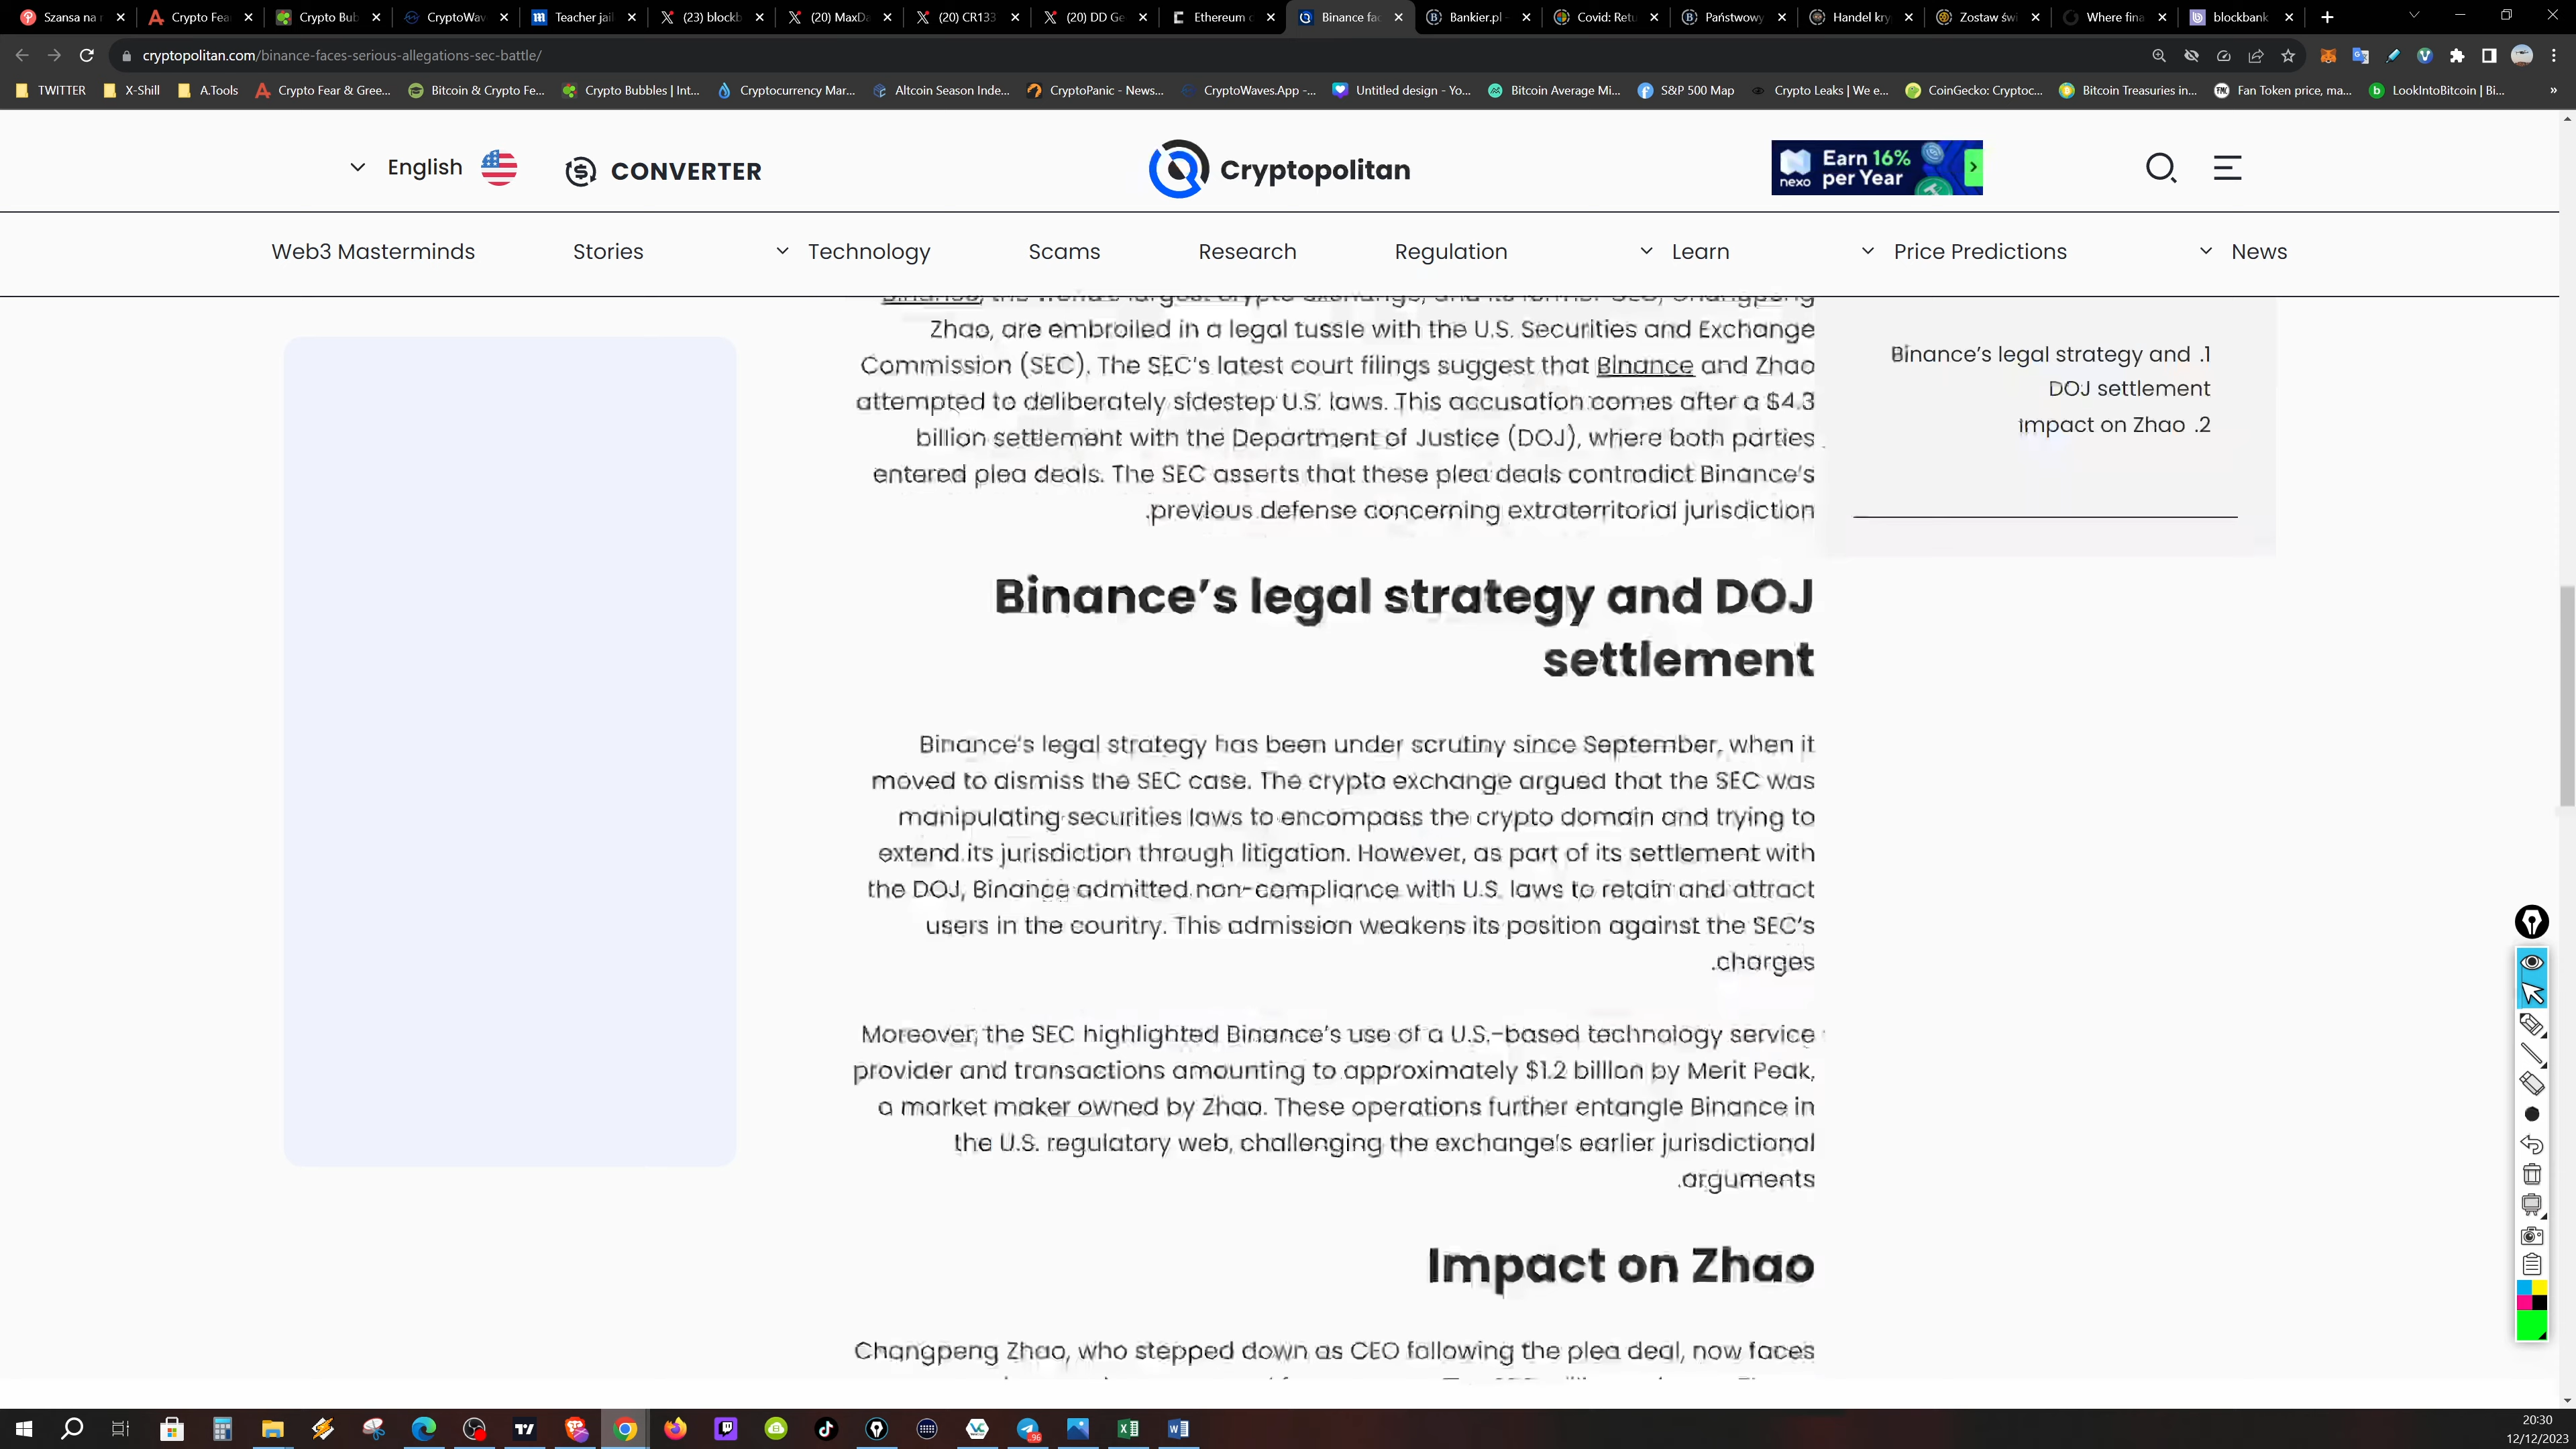 Szansa na r
Crypto Fear
Crypto Bub
CryptoWav
Teacher jail
(23) blockb
(20) MaxDa
(20) CR133
(20) DD Ge
Ethereum c
Binance fac
Bankier.pl -
Covid: Retu
Państwowy
Handel kry
Zostaw świ
Where fina
blockbank
cryptopolitan.com/binance-faces-serious-allegations-sec-battle/
TWITTER
X-Shill
A.Tools
Crypto Fear & Gree...
Bitcoin & Crypto Fe...
Crypto Bubbles | Int...
Cryptocurrency Mar...
Altcoin Season Inde...
CryptoPanic - News...
CryptoWaves.App -...
Untitled design - Yo...
Bitcoin Average Mi...
S&P 500 Map
Crypto Leaks | We e...
CoinGecko: Cryptoc...
Bitcoin Treasuries in...
Fan Token price, ma...
LookIntoBitcoin | Bi...
»
English
CONVERTER
Cryptopolitan
nexo
Earn 16%
per Year
Web3 Masterminds
Stories
Technology
Scams
Research
Regulation
Learn
Price Predictions
News
Zhao, are embroiled in a legal tussle with the U.S. Securities and Exchange
Commission (SEC). The SEC's latest court filings suggest that Binance and Zhao
attempted to deliberately sidestep U.S. laws. This accusation comes after a $4.3
billion settlement with the Department of Justice (DOJ), where both parties
entered plea deals. The SEC asserts that these plea deals contradict Binance's
.previous defense concerning extraterritorial jurisdiction
Binance's legal strategy and .1
DOJ settlement
Impact on Zhao .2
Binance's legal strategy and DOJ
settlement
Binance's legal strategy has been under scrutiny since September, when it
moved to dismiss the SEC case. The crypto exchange argued that the SEC was
manipulating securities laws to encompass the crypto domain and trying to
extend its jurisdiction through litigation. However, as part of its settlement with
the DOJ, Binance admitted non-compliance with U.S. laws to retain and attract
users in the country. This admission weakens its position against the SEC's
.charges
Moreover, the SEC highlighted Binance's use of a U.S.-based technology service
provider and transactions amounting to approximately $12 billion by Merit Peak,
a market maker owned by Zhao. These operations further entangle Binance in
the U.S. regulatory web, challenging the exchange's earlier jurisdictional
.arguments
Impact on Zhao
Changpeng Zhao, who stepped down as CEO following the plea deal, now faces
20:30
12/12/2023